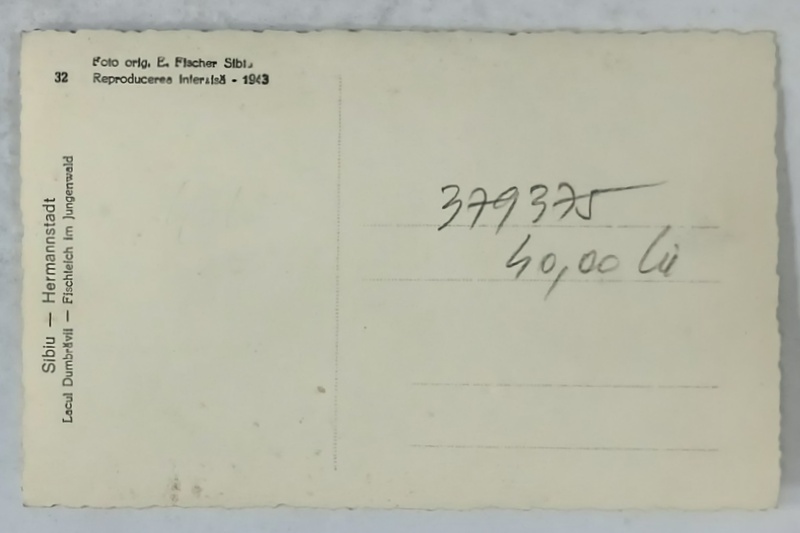 Foto orig. E. Fischer Sibiu
32 Reproducerea interzisă - 1943
Sibiu — Hermannstadt
Lacul Dumbrăvii — Fischteich im Jungenwald
379375
40,00 lei